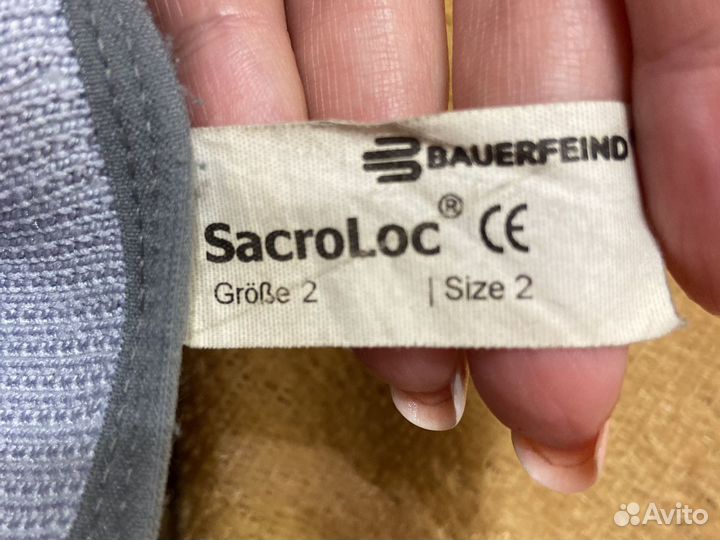 BAUERFEIND
SacroLoc® CE
Größe 2 | Size 2
Avito